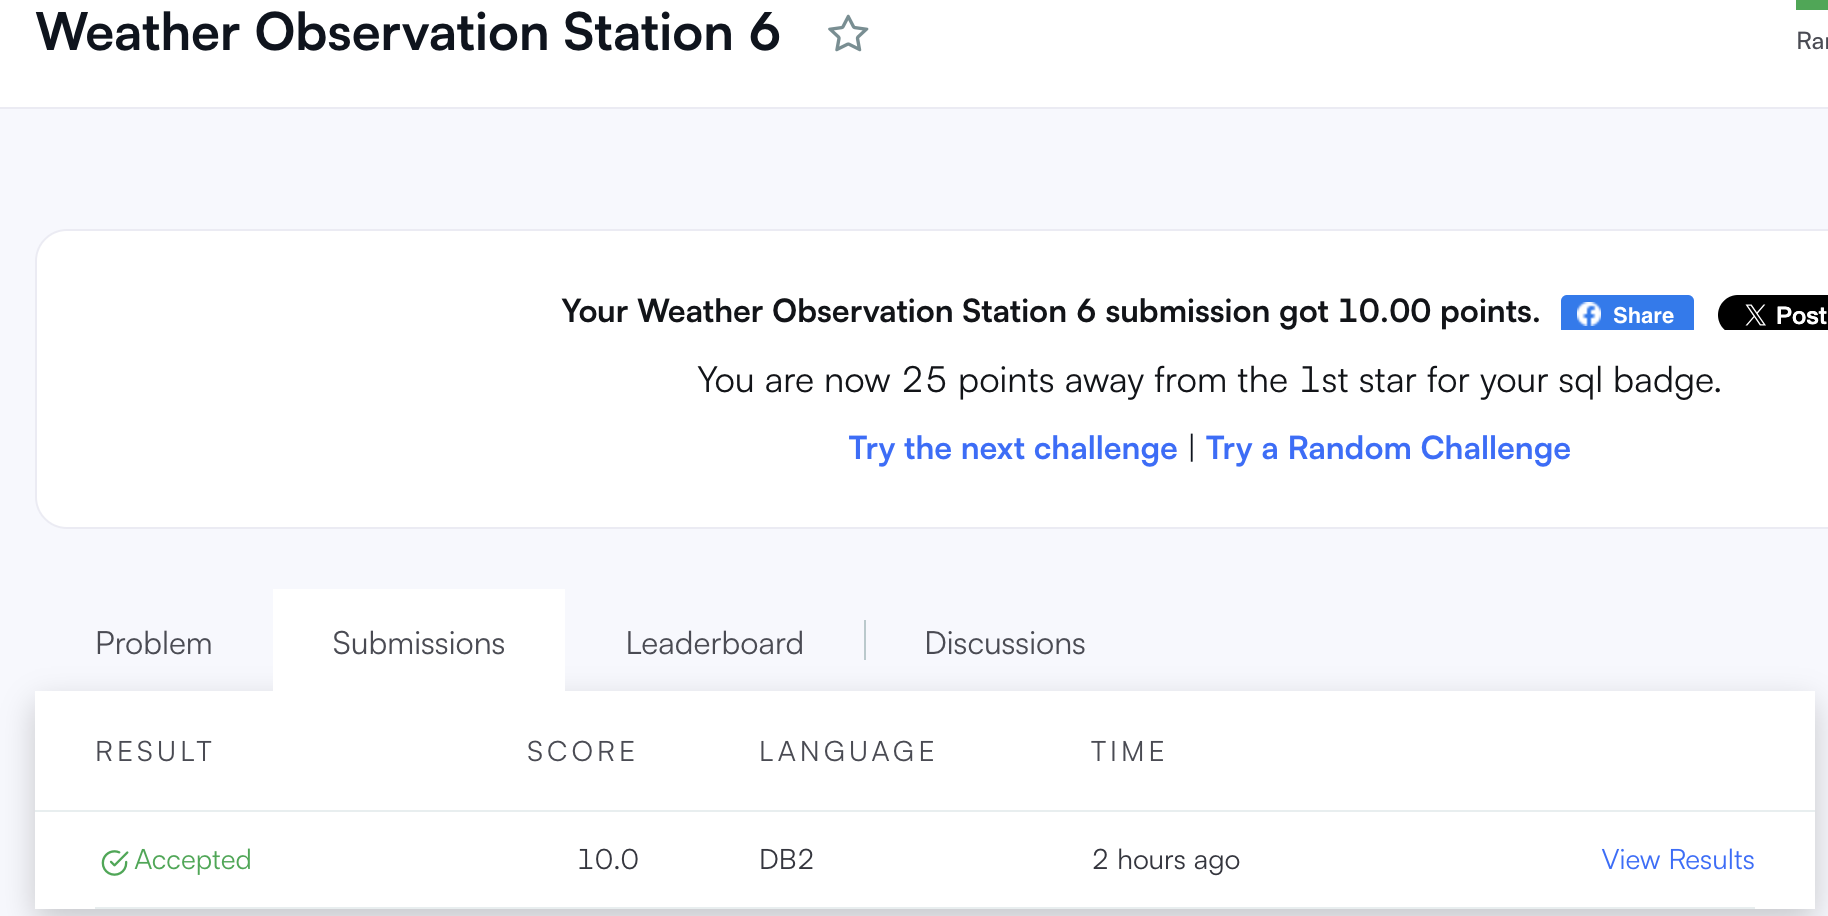 Weather Observation Station 6
Your Weather Observation Station 6 submission got 10.00 points. Share Post
You are now 25 points away from the 1st star for your sql badge.
Try the next challenge | Try a Random Challenge
Problem Submissions Leaderboard Discussions
RESULT SCORE LANGUAGE TIME
Accepted 10.0 DB2 2 hours ago View Results